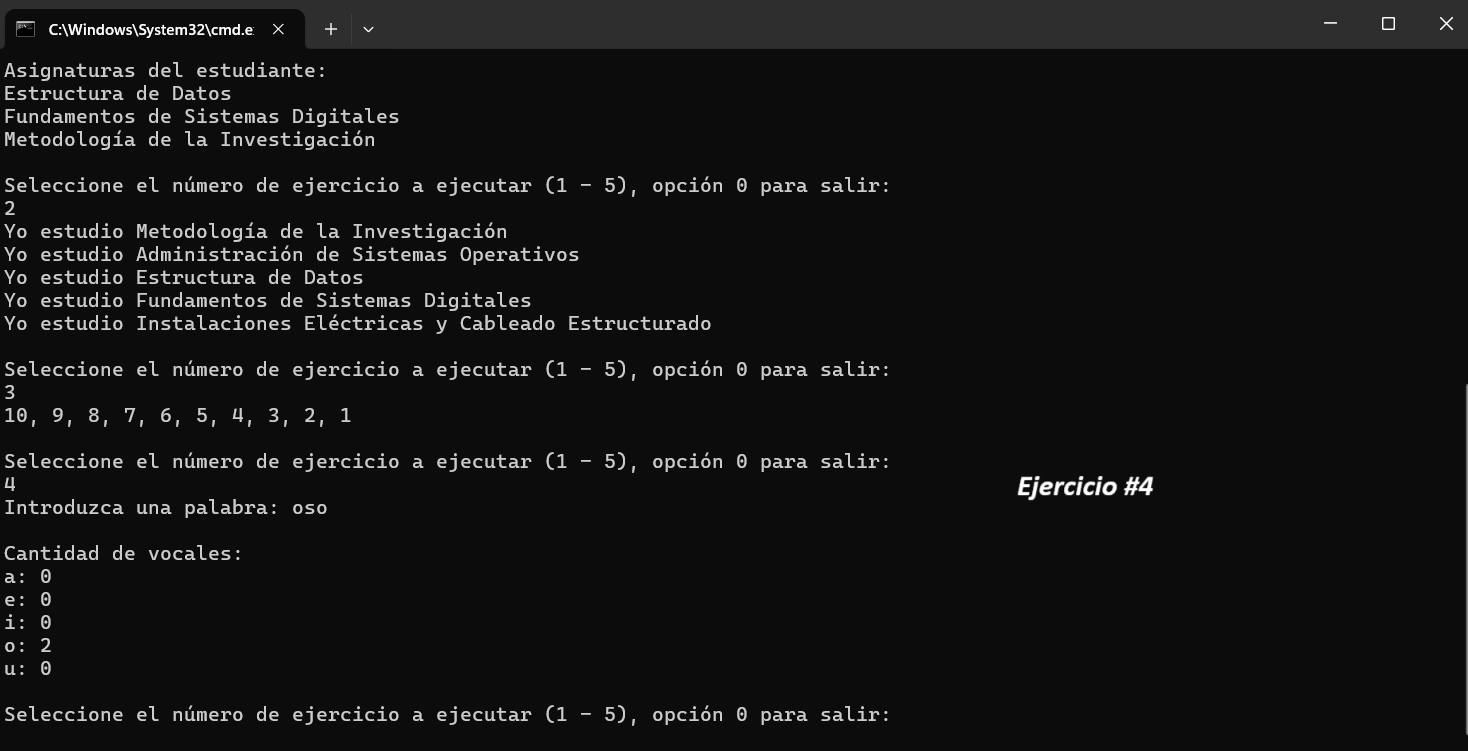 C:\Windows\System32\cmd.e
Asignaturas del estudiante:
Estructura de Datos
Fundamentos de Sistemas Digitales
Metodología de la Investigación
Seleccione el número de ejercicio a ejecutar (1 - 5), opción 0 para salir:
2
Yo estudio Metodología de la Investigación
Yo estudio Administración de Sistemas Operativos
Yo estudio Estructura de Datos
Yo estudio Fundamentos de Sistemas Digitales
Yo estudio Instalaciones Eléctricas y Cableado Estructurado
Seleccione el número de ejercicio a ejecutar (1 - 5), opción 0 para salir:
3
10, 9, 8, 7, 6, 5, 4, 3, 2, 1
Seleccione el número de ejercicio a ejecutar (1 - 5), opción 0 para salir:
4
Ejercicio #4
Introduzca una palabra: oso
Cantidad de vocales:
a: 0
e: 0
i: 0
o: 2
u: 0
Seleccione el número de ejercicio a ejecutar (1 - 5), opción 0 para salir: